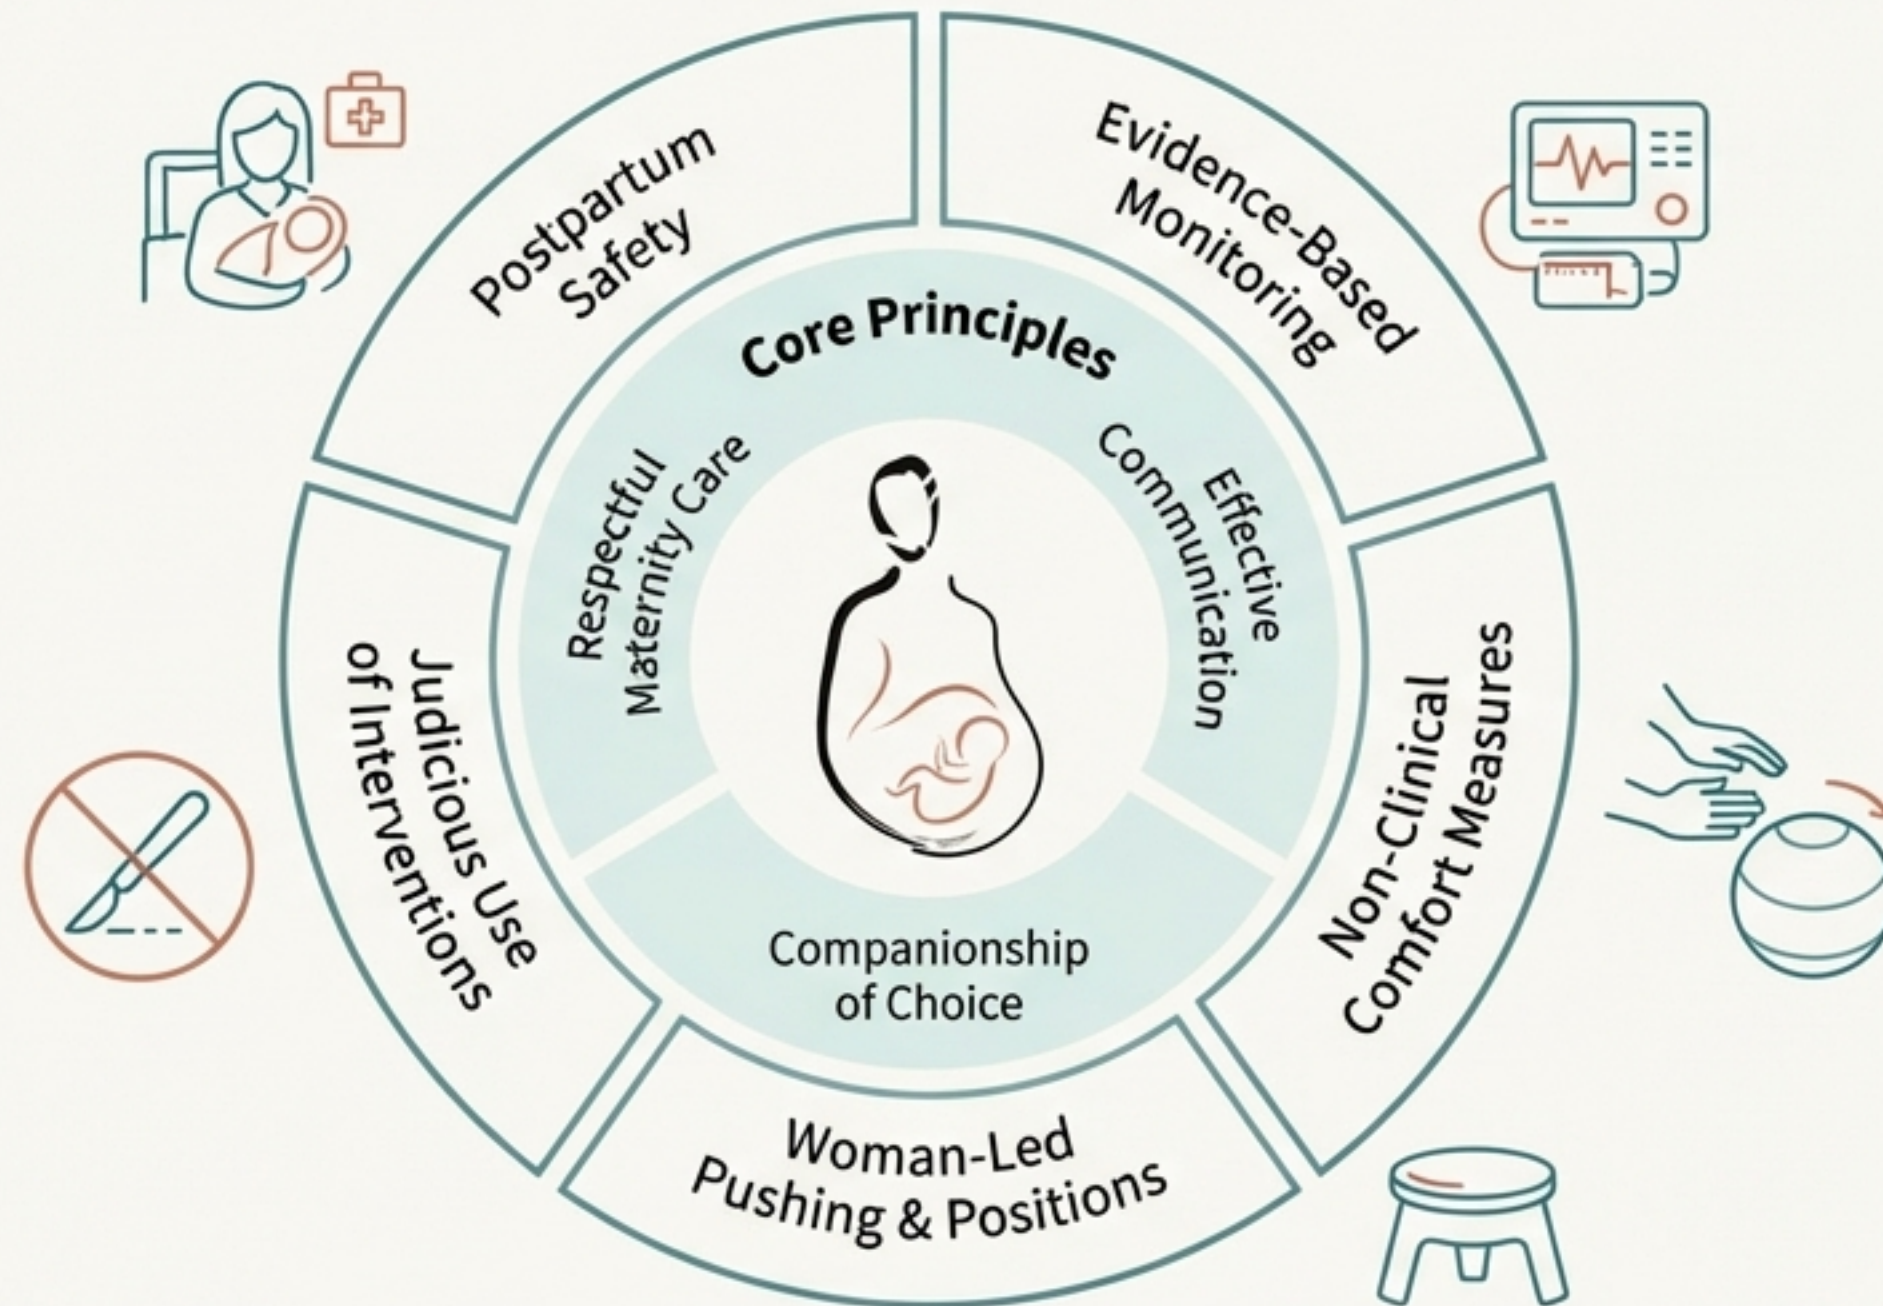 Postpartum
Safety
Evidence-Based
Monitoring
Core Principles
Respectful
Maternity Care
Effective
Communication
Judicious Use
of Interventions
Non-Clinical
Comfort Measures
Companionship
of Choice
Woman-Led
Pushing & Positions